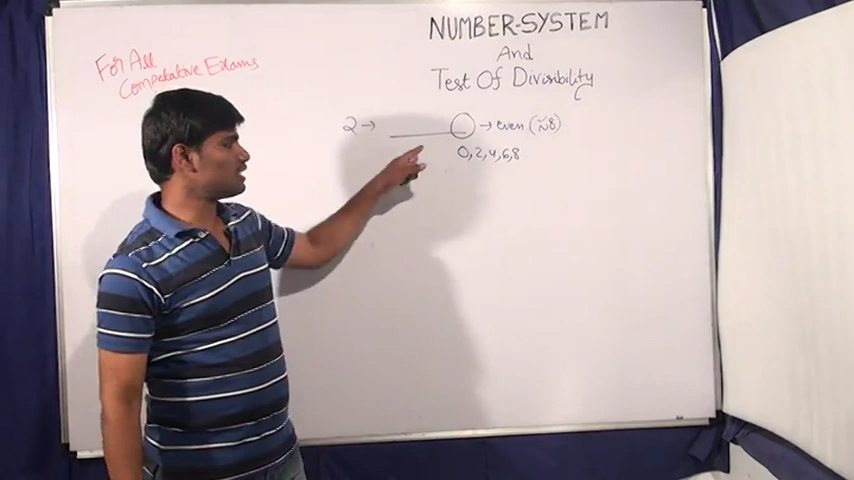 NUMBER-SYSTEM
And
Test Of Divisibility
For All
Competative Exams
2 → → even
0,2,4,6,8